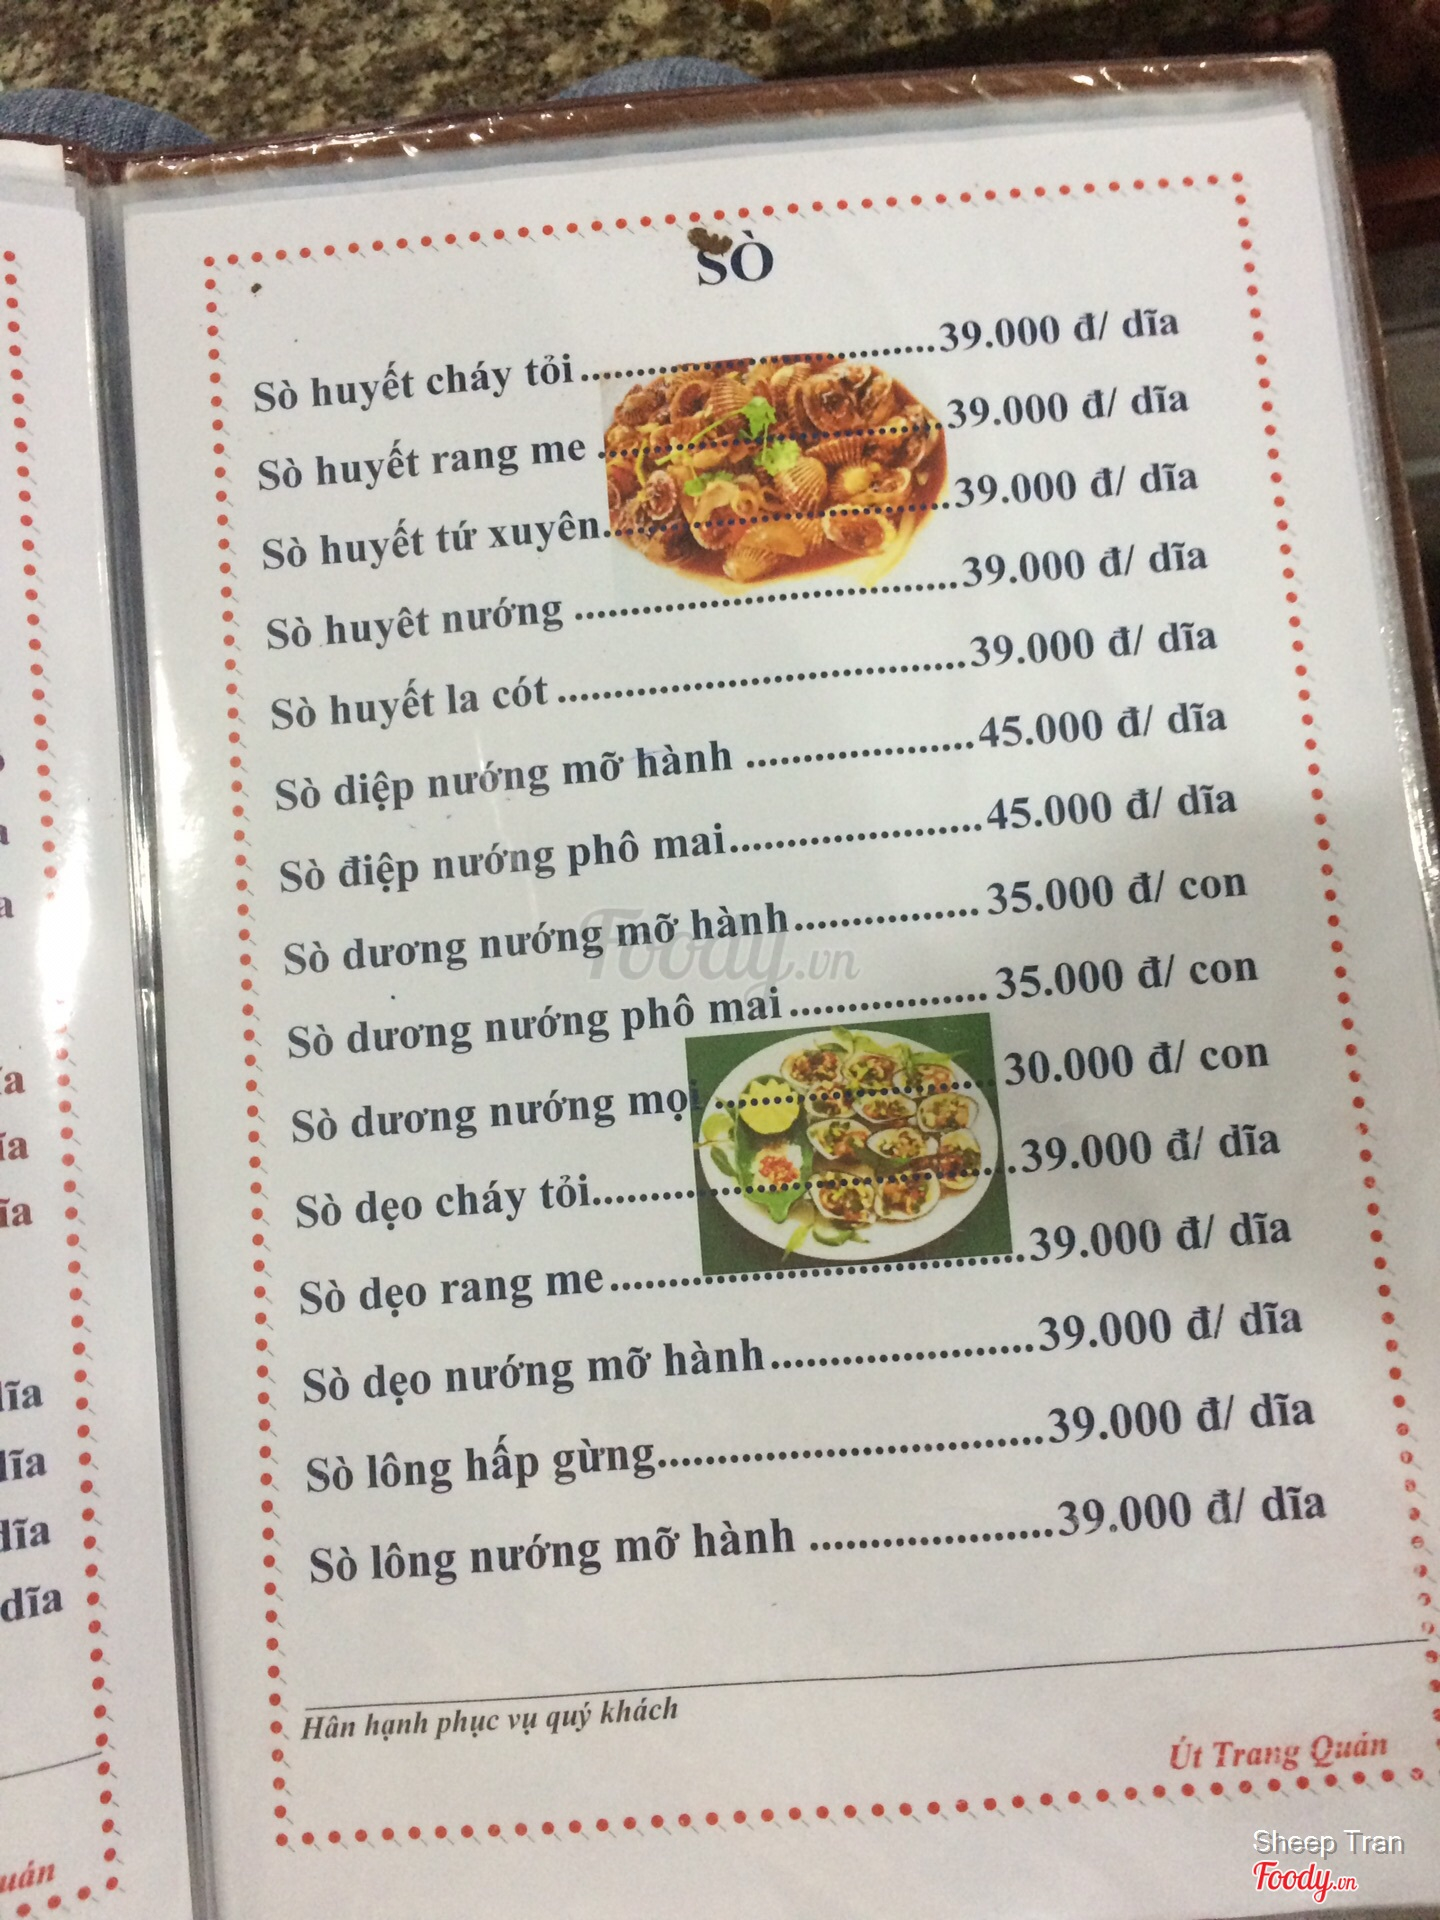 SÒ
Sò huyết cháy tỏi..............................39.000 đ/ dĩa
Sò huyết rang me ..............................39.000 đ/ dĩa
Sò huyết tứ xuyên..............................39.000 đ/ dĩa
Sò huyêt nướng ..............................39.000 đ/ dĩa
Sò huyết la cót ..............................39.000 đ/ dĩa
Sò diệp nướng mỡ hành ....................45.000 đ/ dĩa
Sò điệp nướng phô mai......................45.000 đ/ dĩa
Sò dương nướng mỡ hành................35.000 đ/ con
Sò dương nướng phô mai .................35.000 đ/ con
Sò dương nướng mọi ........................30.000 đ/ con
Sò dẹo cháy tỏi..............................39.000 đ/ dĩa
Sò dẹo rang me..............................39.000 đ/ dĩa
Sò dẹo nướng mỡ hành.......................39.000 đ/ dĩa
Sò lông hấp gừng..............................39.000 đ/ dĩa
Sò lông nướng mỡ hành .....................39.000 đ/ dĩa
Hân hạnh phục vụ quý khách
Út Trang Quán
Foody.vn
Sheep Tran
Foody.vn